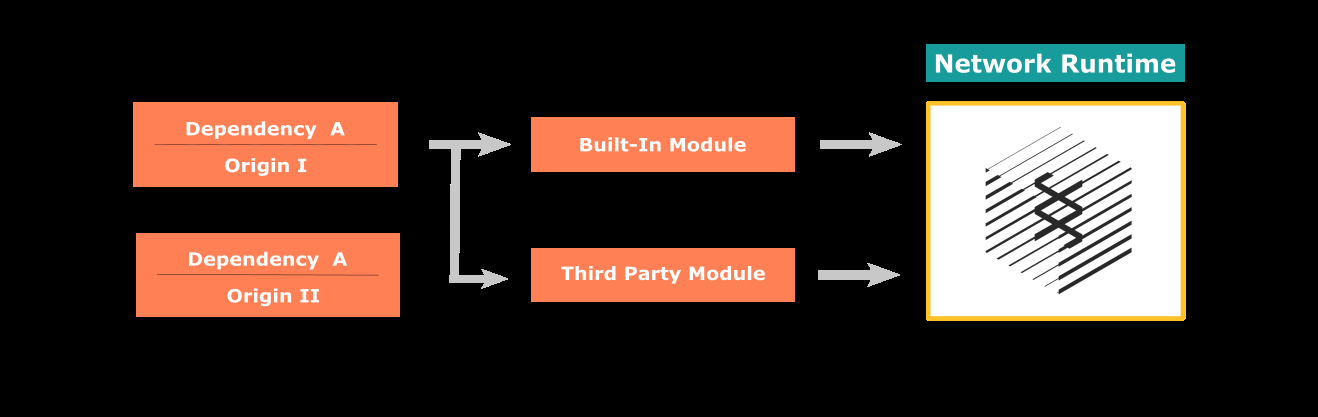 Network Runtime
Dependency A
Origin I
Built-In Module
Dependency A
Origin II
Third Party Module